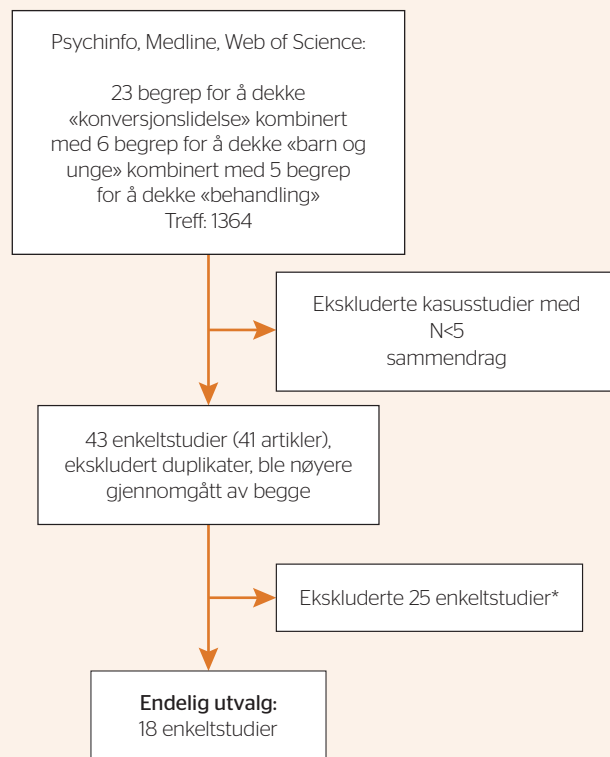 Psychinfo, Medline, Web of Science:
23 begrep for å dekke
«konversjonslidelse» kombinert
med 6 begrep for å dekke «barn og
unge» kombinert med 5 begrep
for å dekke «behandling»
Treff: 1364
Ekskluderte kasusstudier med
N<5
sammendrag
43 enkeltstudier (41 artikler),
ekskludert duplikater, ble nøyere
gjennomgått av begge
Ekskluderte 25 enkeltstudier*
Endelig utvalg:
18 enkeltstudier